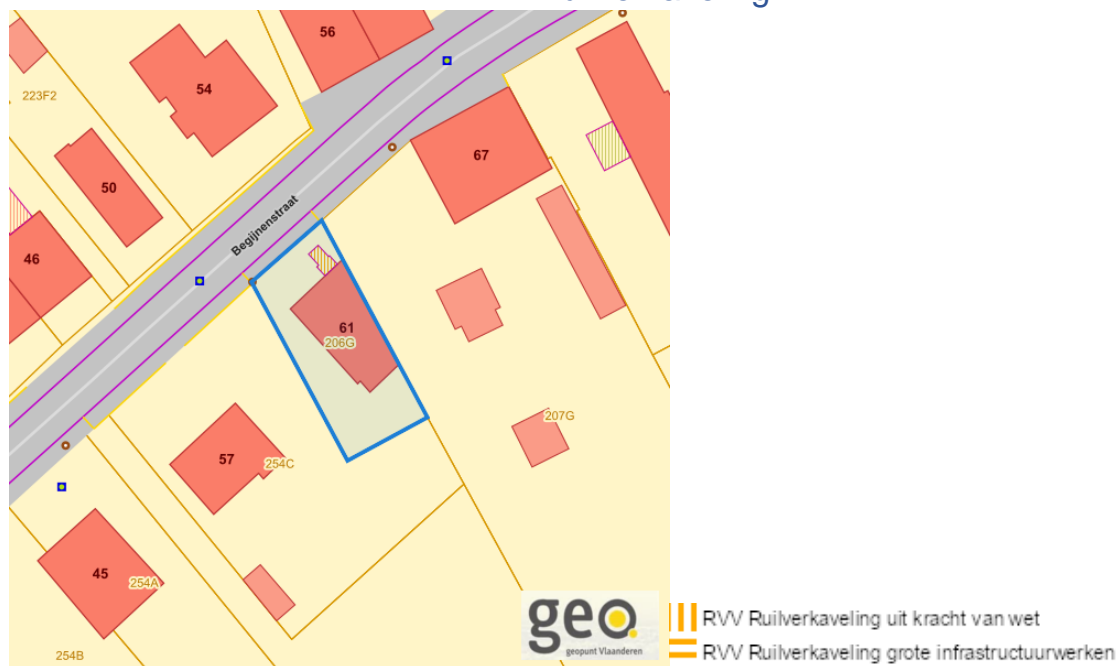 56
54
223F2
67
50
Begijnenstraat
46
61
206G
207G
57
254C
45
254A
254B
geo
geopunt Vlaanderen
RVV Ruilverkaveling uit kracht van wet
RVV Ruilverkaveling grote infrastructuurwerken